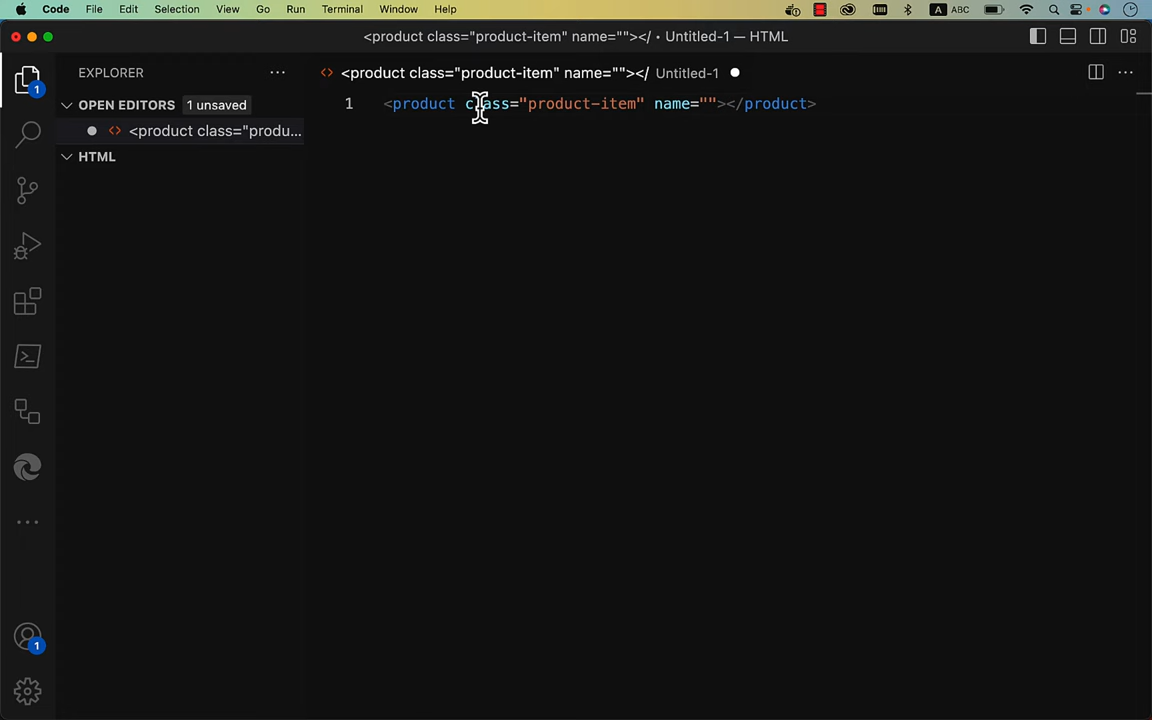 Code File Edit Selection View Go Run Terminal Window Help A ABC
<product class="product-item" name=""></ • Untitled-1 — HTML
EXPLORER
<product class="product-item" name=""></ Untitled-1
OPEN EDITORS 1 unsaved
1 <product class="product-item" name=""></product>
<product class="produ...
HTML
1
1